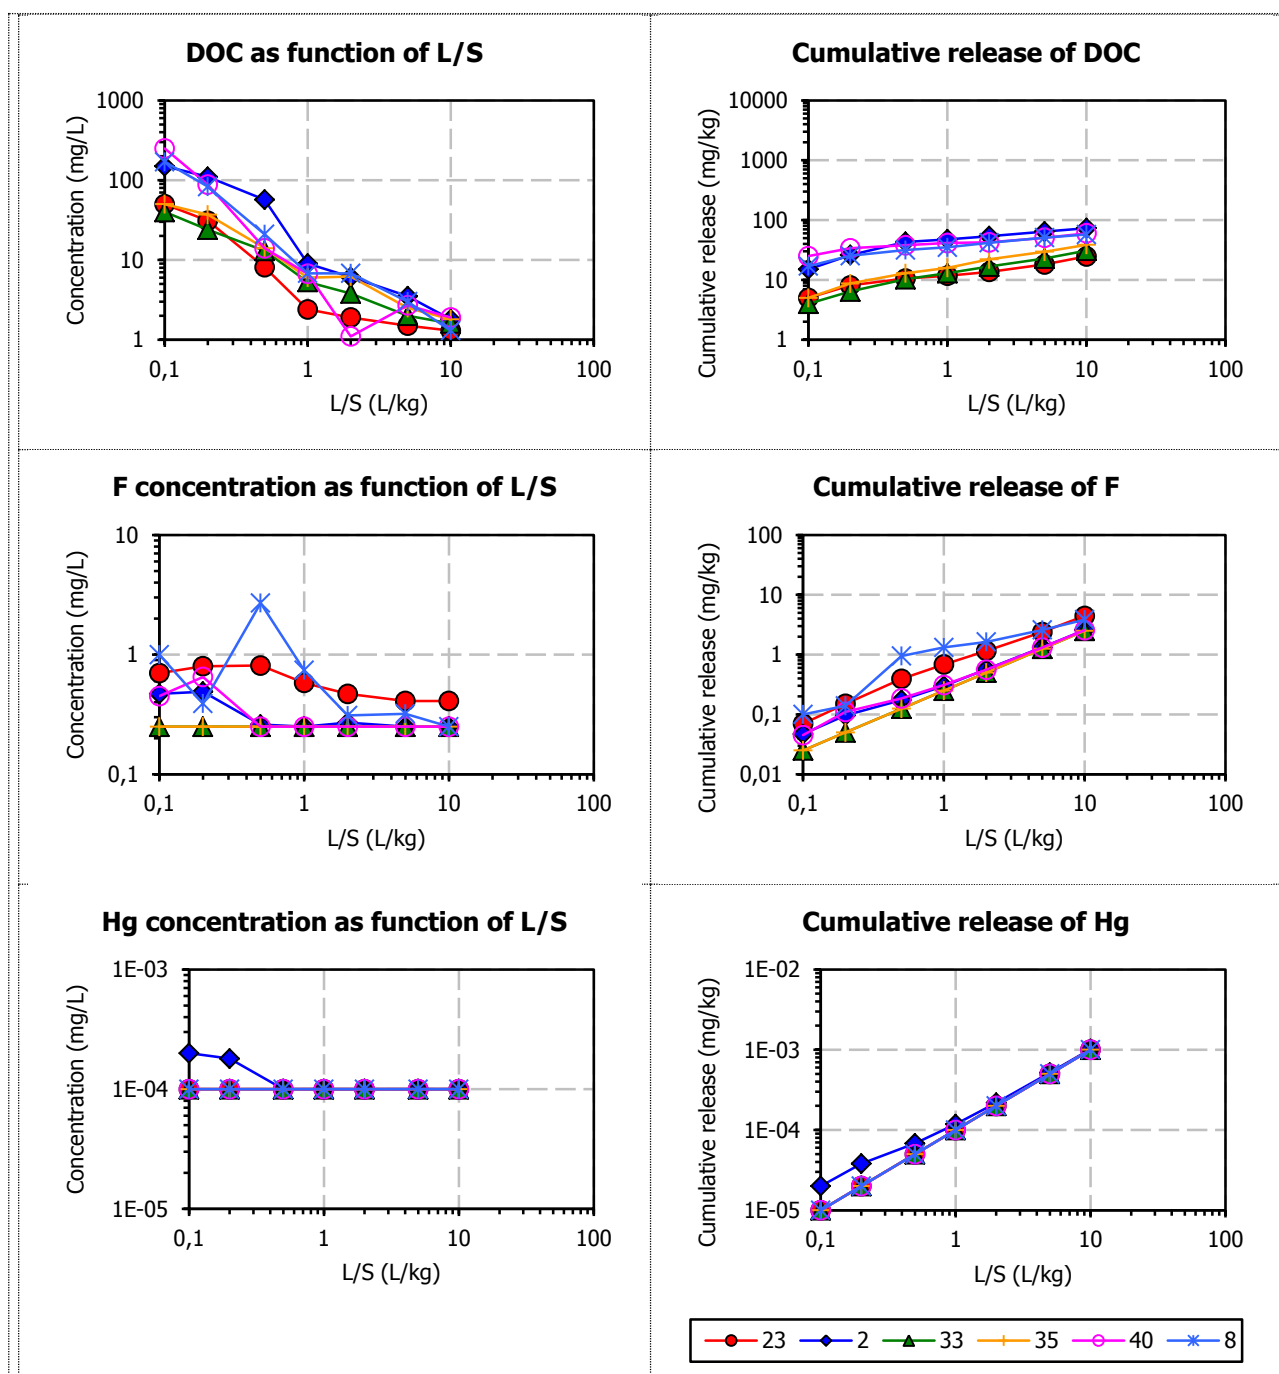 DOC as function of L/S
Concentration (mg/L)
1000
100
10
1
0,1 1 10 100
L/S (L/kg)
Cumulative release of DOC
Cumulative release (mg/kg)
10000
1000
100
10
1
0,1 1 10 100
L/S (L/kg)
F concentration as function of L/S
Concentration (mg/L)
10
1
0,1
0,1 1 10 100
L/S (L/kg)
Cumulative release of F
Cumulative release (mg/kg)
100
10
1
0,1
0,01
0,1 1 10 100
L/S (L/kg)
Hg concentration as function of L/S
Concentration (mg/L)
1E-03
1E-04
1E-05
0,1 1 10 100
L/S (L/kg)
Cumulative release of Hg
Cumulative release (mg/kg)
1E-02
1E-03
1E-04
1E-05
0,1 1 10 100
L/S (L/kg)
23 2 33 35 40 8